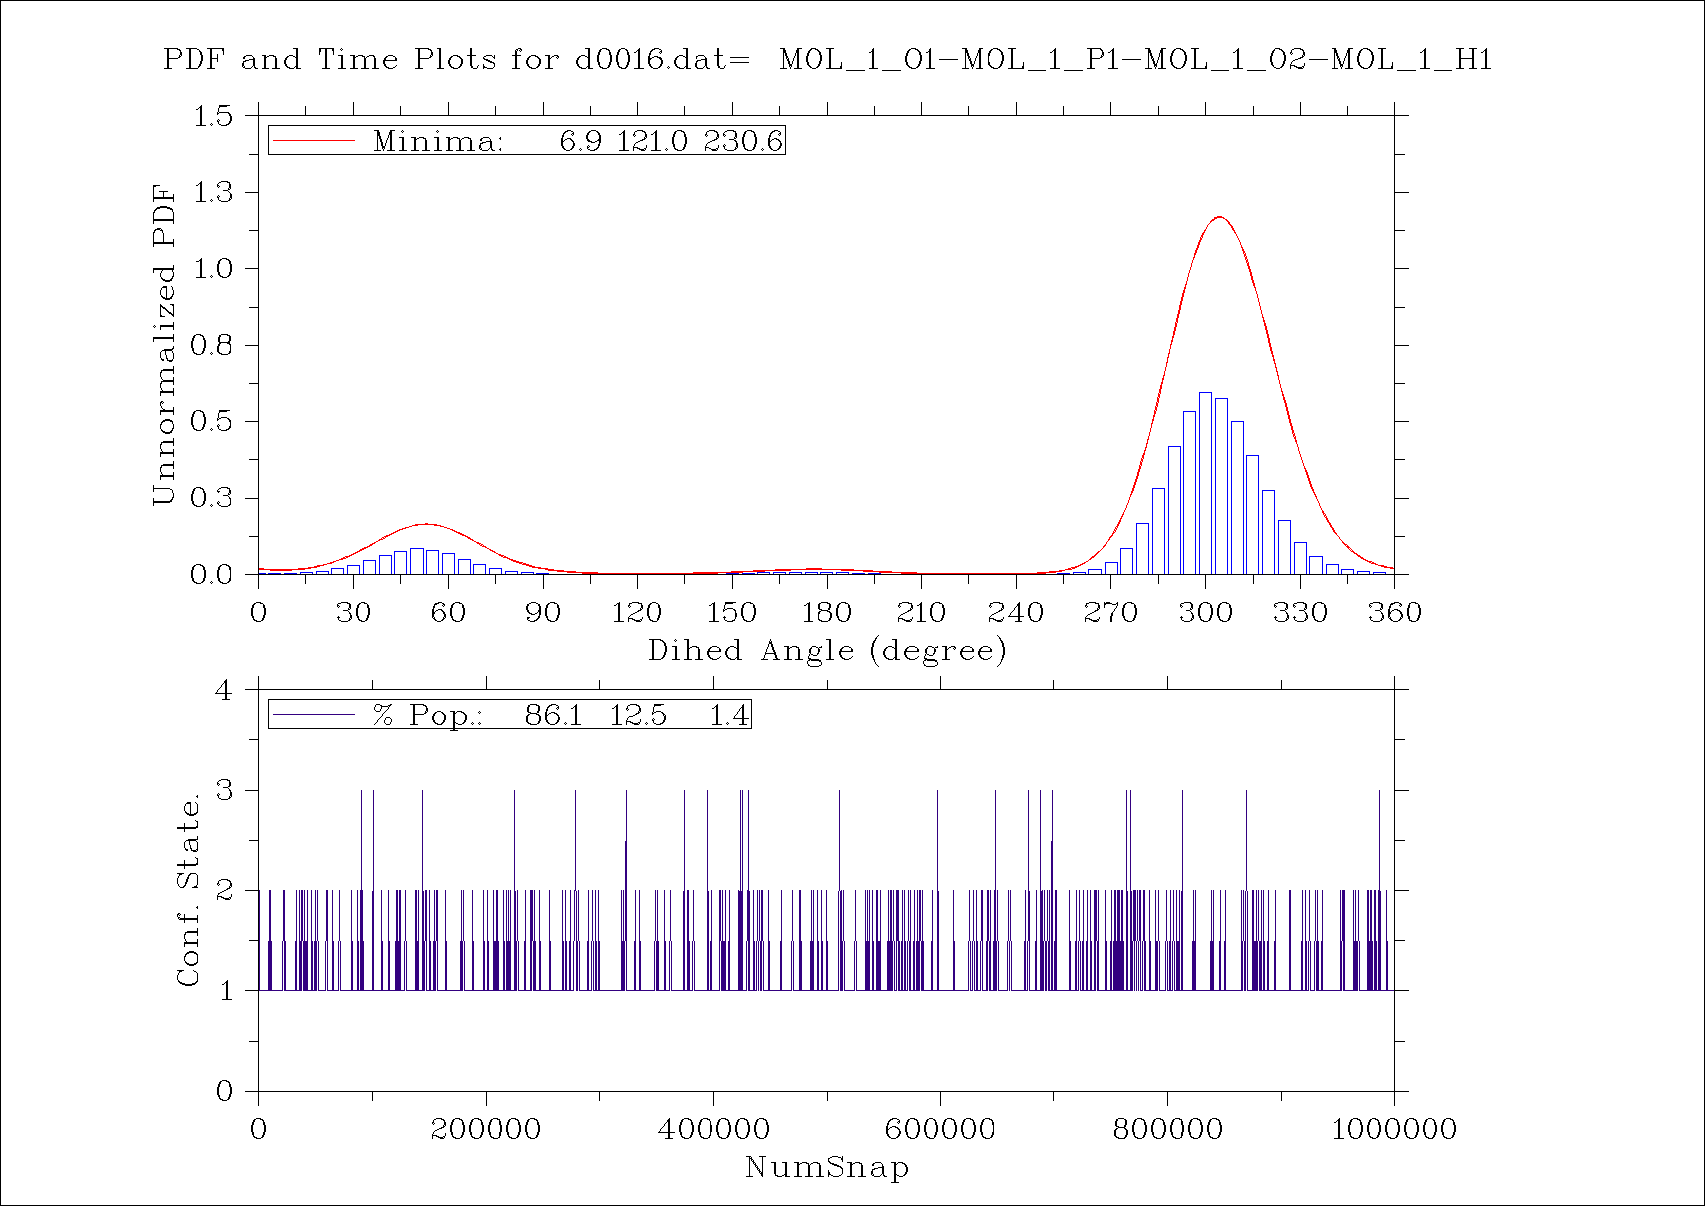 PDF and Time Plots for d0016.dat= MOL_1_O1-MOL_1_P1-MOL_1_O2-MOL_1_H1
1.5
Minima: 6.9 121.0 230.6
1.3
1.0
0.8
0.5
0.3
0.0
Unnormalized PDF
0 30 60 90 120 150 180 210 240 270 300 330 360
Dihed Angle (degree)
4
% Pop.: 86.1 12.5 1.4
3
2
1
0
Conf. State.
0 200000 400000 600000 800000 1000000
NumSnap